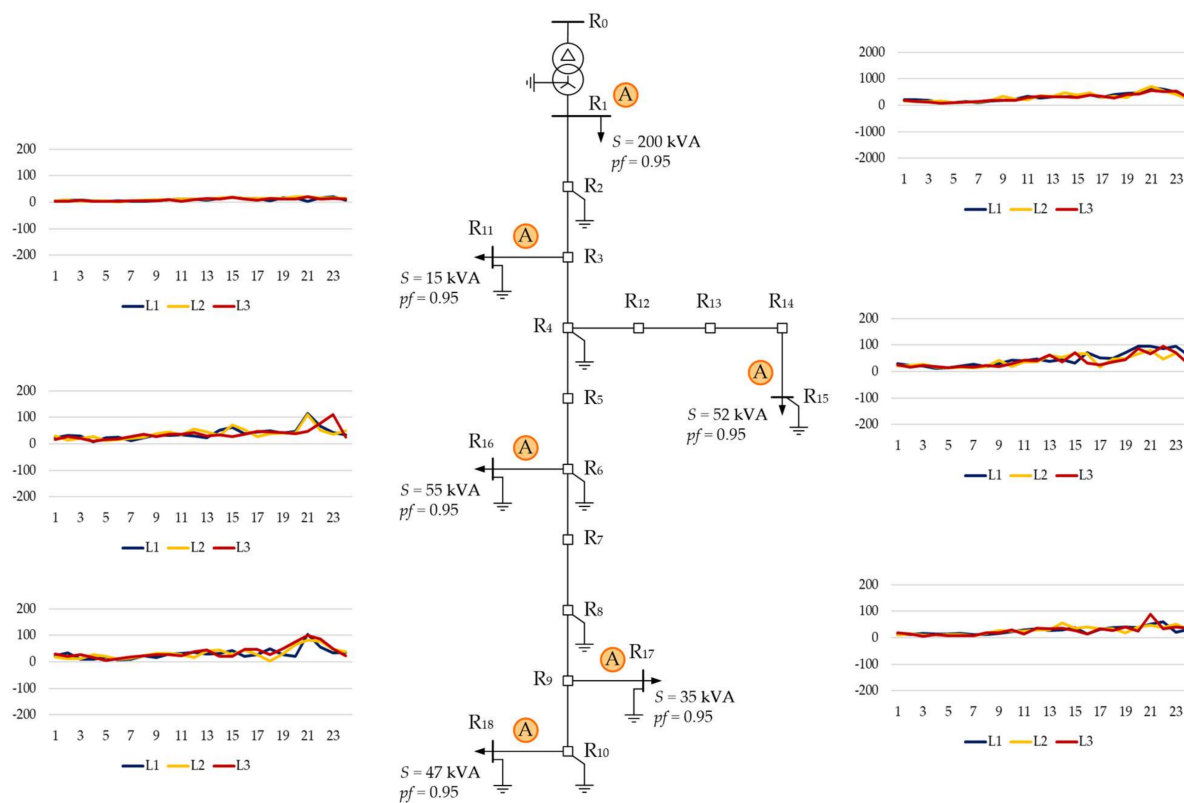 R₀
A
R₁
S = 200 kVA
pf = 0.95
R₂
R₁₁
A
R₃
S = 15 kVA
pf = 0.95
R₁₂
R₁₃
R₁₄
R₄
A
R₁₅
S = 52 kVA
pf = 0.95
R₅
R₁₆
A
R₆
S = 55 kVA
pf = 0.95
R₇
R₈
A
R₁₇
R₉
S = 35 kVA
pf = 0.95
R₁₈
A
R₁₀
S = 47 kVA
pf = 0.95
200
100
0
-100
-200
1 3 5 7 9 11 13 15 17 19 21 23
L1 L2 L3
200
100
0
-100
-200
1 3 5 7 9 11 13 15 17 19 21 23
L1 L2 L3
200
100
0
-100
-200
1 3 5 7 9 11 13 15 17 19 21 23
L1 L2 L3
2000
1000
0
-1000
-2000
1 3 5 7 9 11 13 15 17 19 21 23
L1 L2 L3
200
100
0
-100
-200
1 3 5 7 9 11 13 15 17 19 21 23
L1 L2 L3
200
100
0
-100
-200
1 3 5 7 9 11 13 15 17 19 21 23
L1 L2 L3